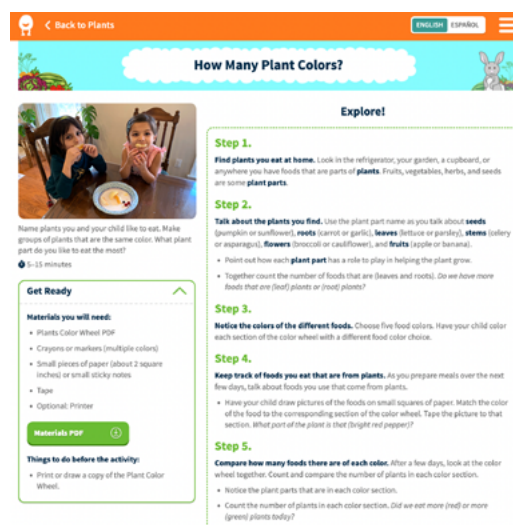 Back to Plants
ENGLISH ESPAÑOL
How Many Plant Colors?
Name plants you and your child like to eat. Make
groups of plants that are the same color. What plant
part do you like to eat the most?
5–15 minutes
Get Ready
Materials you will need:
• Plants Color Wheel PDF
• Crayons or markers (multiple colors)
• Small pieces of paper (about 2 square
inches) or small sticky notes
• Tape
• Optional: Printer
Materials PDF
Things to do before the activity:
• Print or draw a copy of the Plant Color
Wheel.
Explore!
Step 1.
Find plants you eat at home. Look in the refrigerator, your garden, a cupboard, or
anywhere you have foods that are parts of plants. Fruits, vegetables, herbs, and seeds
are some plant parts.
Step 2.
Talk about the plants you find. Use the plant part name as you talk about seeds
(pumpkin or sunflower), roots (carrot or garlic), leaves (lettuce or parsley), stems (celery
or asparagus), flowers (broccoli or cauliflower), and fruits (apple or banana).
• Point out how each plant part has a role to play in helping the plant grow.
• Together count the number of foods that are (leaves and roots). Do we have more
foods that are (leaf) plants or (root) plants?
Step 3.
Notice the colors of the different foods. Choose five food colors. Have your child color
each section of the color wheel with a different food color choice.
Step 4.
Keep track of foods you eat that are from plants. As you prepare meals over the next
few days, talk about foods you use that come from plants.
• Have your child draw pictures of the foods on small squares of paper. Match the color
of the food to the corresponding section of the color wheel. Tape the picture to that
section. What part of the plant is that (bright red pepper)?
Step 5.
Compare how many foods there are of each color. After a few days, look at the color
wheel together. Count and compare the number of plants in each color section.
• Notice the plant parts that are in each color section.
• Count the number of plants in each color section. Did we eat more (red) or more
(green) plants today?